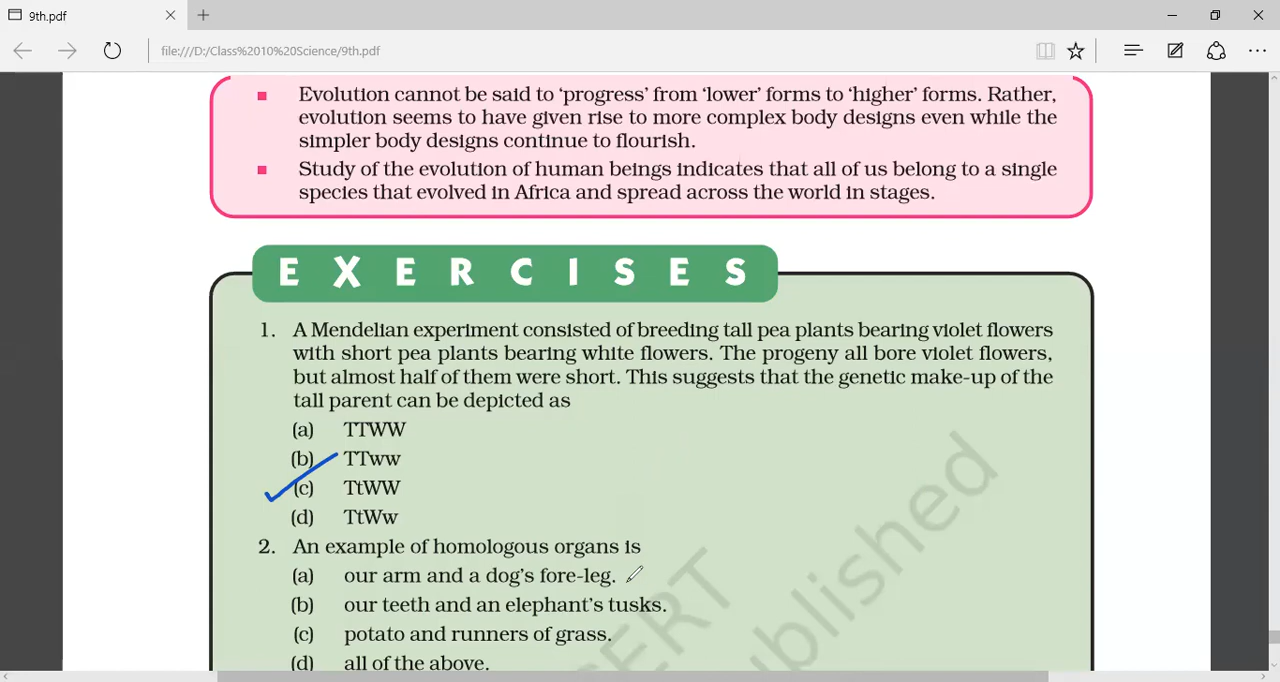 9th.pdf
file:///D:/Class%2010%20Science/9th.pdf
▪ Evolution cannot be said to ‘progress’ from ‘lower’ forms to ‘higher’ forms. Rather,
evolution seems to have given rise to more complex body designs even while the
simpler body designs continue to flourish.
▪ Study of the evolution of human beings indicates that all of us belong to a single
species that evolved in Africa and spread across the world in stages.
EXERCISES
1. A Mendelian experiment consisted of breeding tall pea plants bearing violet flowers
with short pea plants bearing white flowers. The progeny all bore violet flowers,
but almost half of them were short. This suggests that the genetic make-up of the
tall parent can be depicted as
(a) TTWW
(b) TTww
(c) TtWW
(d) TtWw
2. An example of homologous organs is
(a) our arm and a dog’s fore-leg.
(b) our teeth and an elephant’s tusks.
(c) potato and runners of grass.
(d) all of the above.